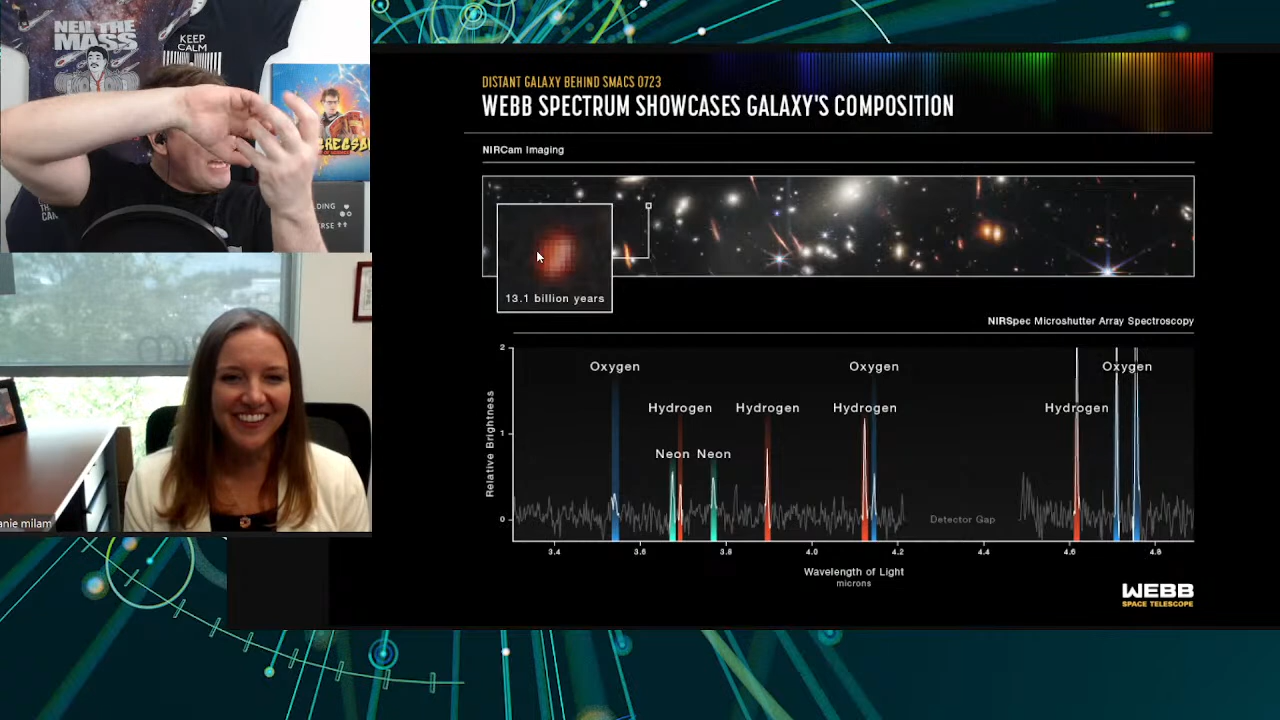 NEIL THE
MASS
KEEP
CALM
DISTANT GALAXY BEHIND SMACS 0723
WEBB SPECTRUM SHOWCASES GALAXY'S COMPOSITION
NIRCam Imaging
13.1 billion years
NIRSpec Microshutter Array Spectroscopy
2
Oxygen
Oxygen
Oxygen
Hydrogen
Hydrogen
Hydrogen
Hydrogen
1
Neon
Neon
Relative Brightness
0
Detector Gap
3.4
3.6
3.8
4.0
4.2
4.4
4.6
4.8
Wavelength of Light
microns
WEBB
SPACE TELESCOPE
anie milam